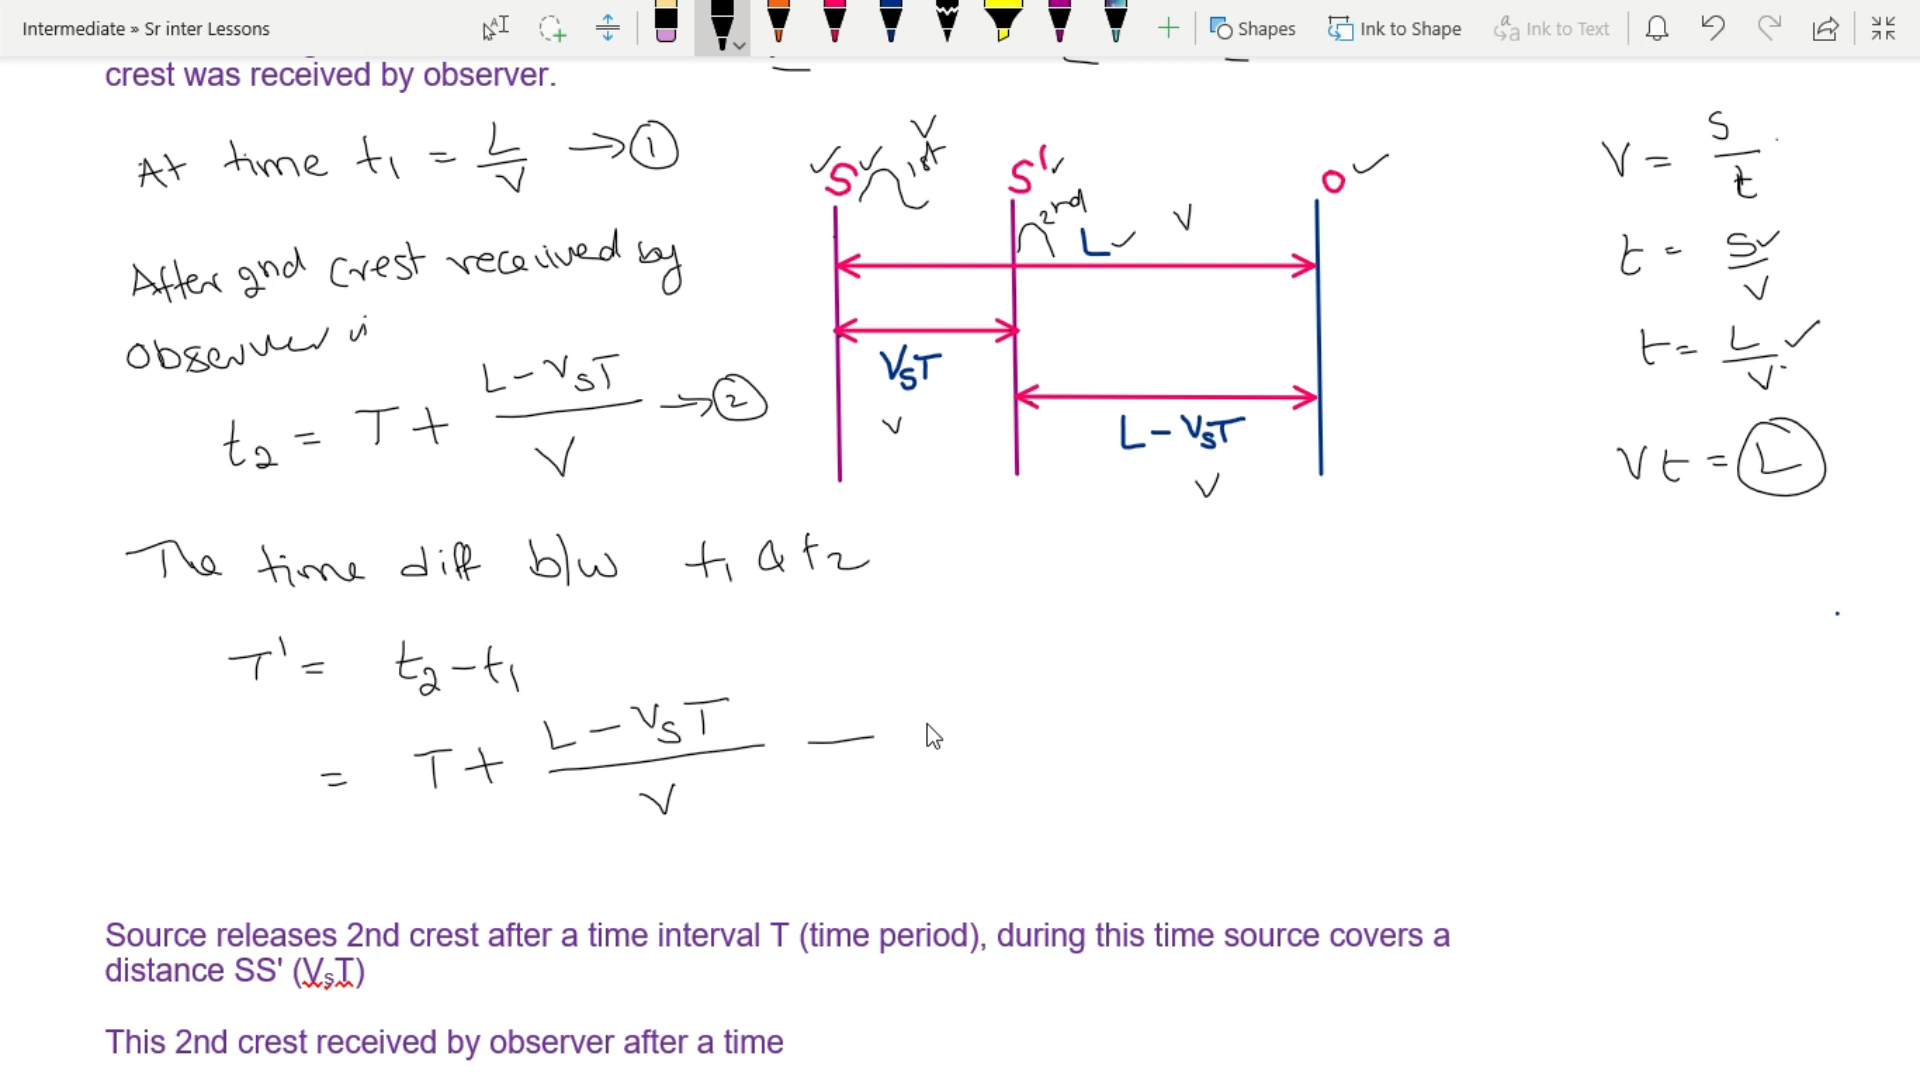 Intermediate » Sr inter Lessons
Shapes
Ink to Shape
Ink to Text
crest was received by observer.
At time t₁ = L/V → ①
After 2nd crest received by
observer is
t₂ = T + (L - VₛT)/V → ②
The time diff b/w t₁ & t₂
T' = t₂ - t₁
= T + (L - VₛT)/V —
S 1st V
S' 2nd
O
L V
VₛT
V
L - VₛT
V
V = S/t
t = S/V
t = L/V
Vt = L
Source releases 2nd crest after a time interval T (time period), during this time source covers a
distance SS' (VₛT)
This 2nd crest received by observer after a time